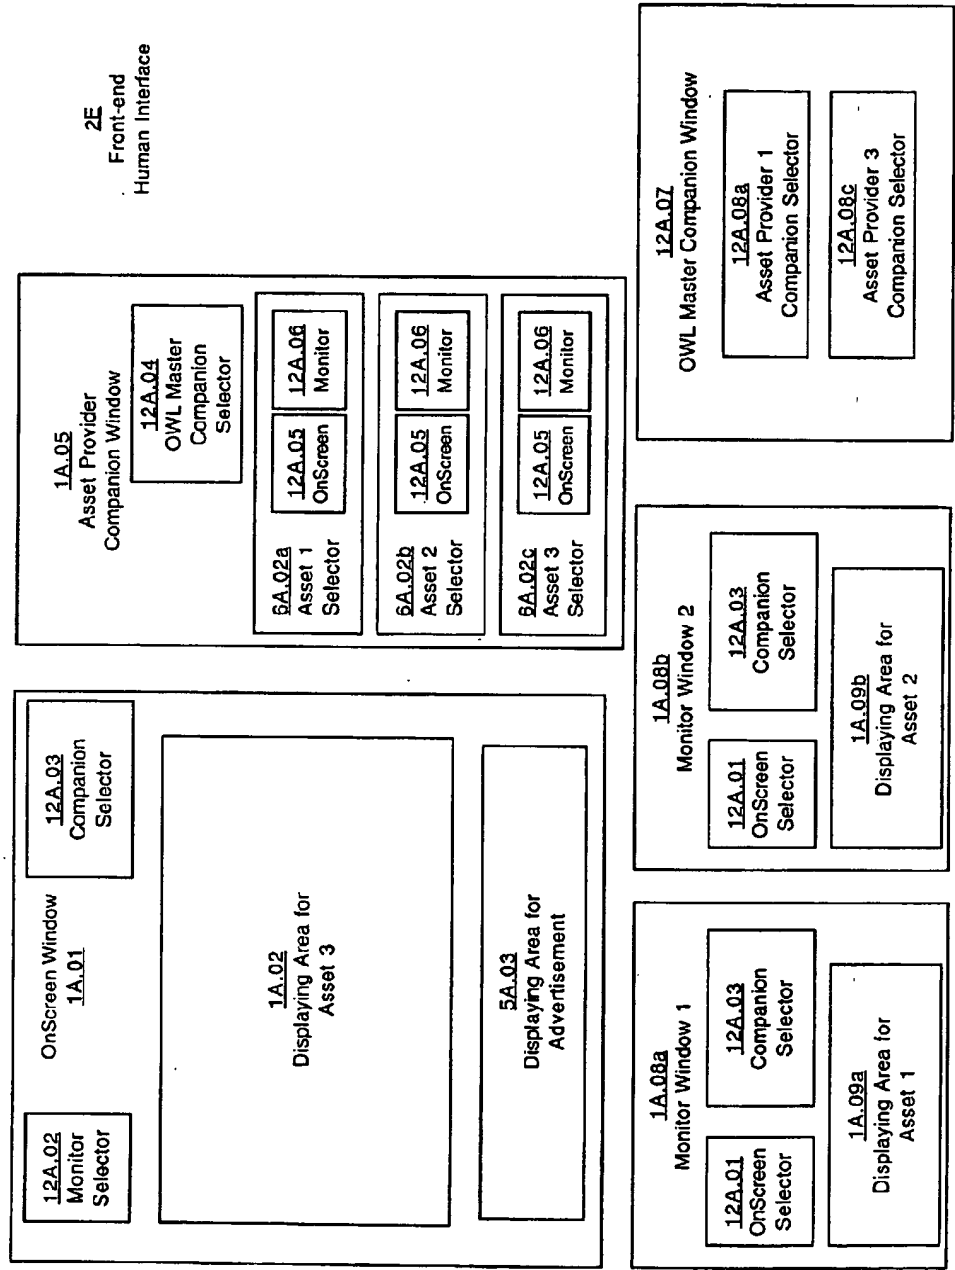 2E
Front-end
Human Interface
12A.02
Monitor
Selector
OnScreen Window
1A.01
12A.03
Companion
Selector
1A.02
Displaying Area for
Asset 3
5A.03
Displaying Area for
Advertisement
1A.05
Asset Provider
Companion Window
12A.04
OWL Master
Companion
Selector
6A.02a
Asset 1
Selector
12A.05
OnScreen
12A.06
Monitor
6A.02b
Asset 2
Selector
12A.05
OnScreen
12A.06
Monitor
6A.02c
Asset 3
Selector
12A.05
OnScreen
12A.06
Monitor
1A.08a
Monitor Window 1
12A.01
OnScreen
Selector
12A.03
Companion
Selector
1A.09a
Displaying Area for
Asset 1
1A.08b
Monitor Window 2
12A.01
OnScreen
Selector
12A.03
Companion
Selector
1A.09b
Displaying Area for
Asset 2
12A.07
OWL Master Companion Window
12A.08a
Asset Provider 1
Companion Selector
12A.08c
Asset Provider 3
Companion Selector